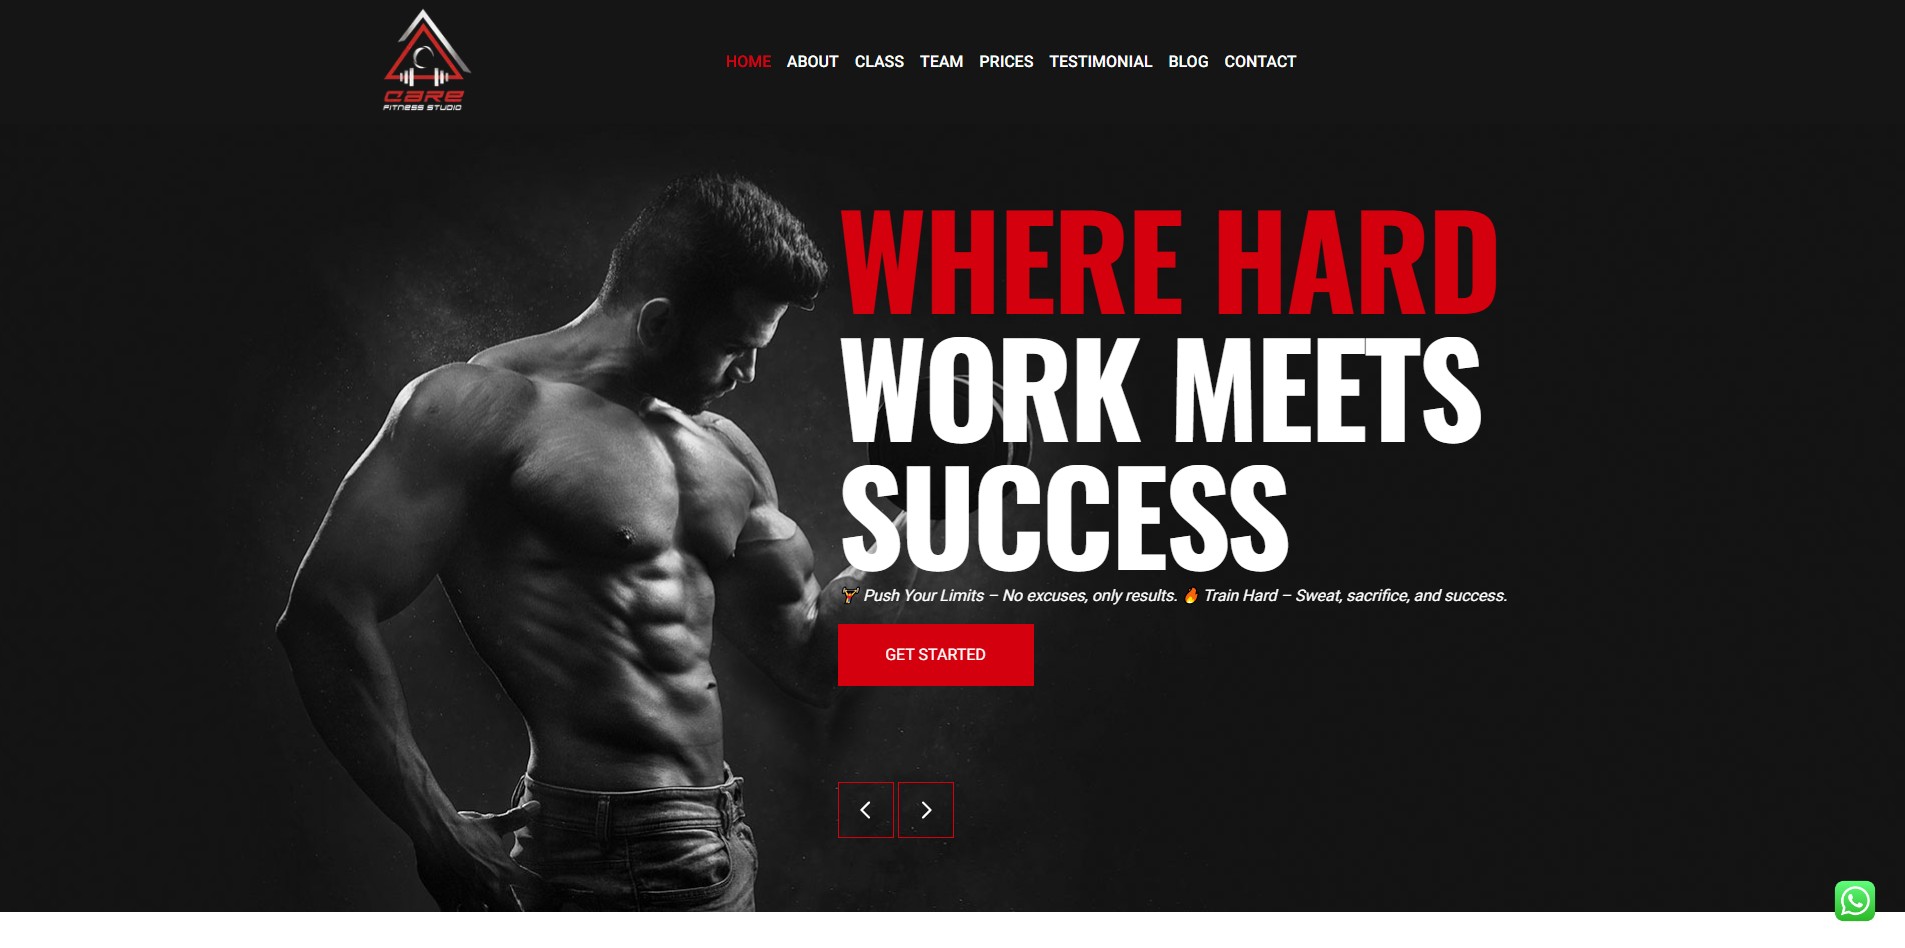 CARE
FITNESS STUDIO
HOME ABOUT CLASS TEAM PRICES TESTIMONIAL BLOG CONTACT
WHERE HARD
WORK MEETS
SUCCESS
🏋 Push Your Limits – No excuses, only results. 🔥 Train Hard – Sweat, sacrifice, and success.
GET STARTED